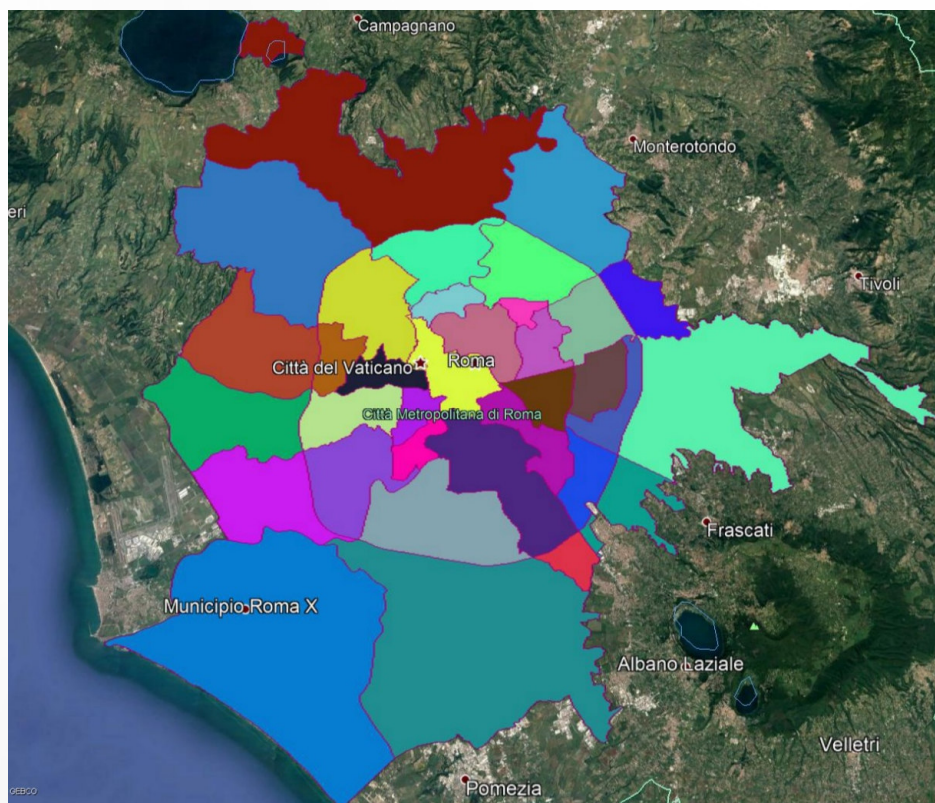 Campagnano
Monterotondo
eri
Tivoli
Città del Vaticano
Roma
Città Metropolitana di Roma
Frascati
Municipio Roma X
Albano Laziale
Velletri
Pomezia
GEBCO